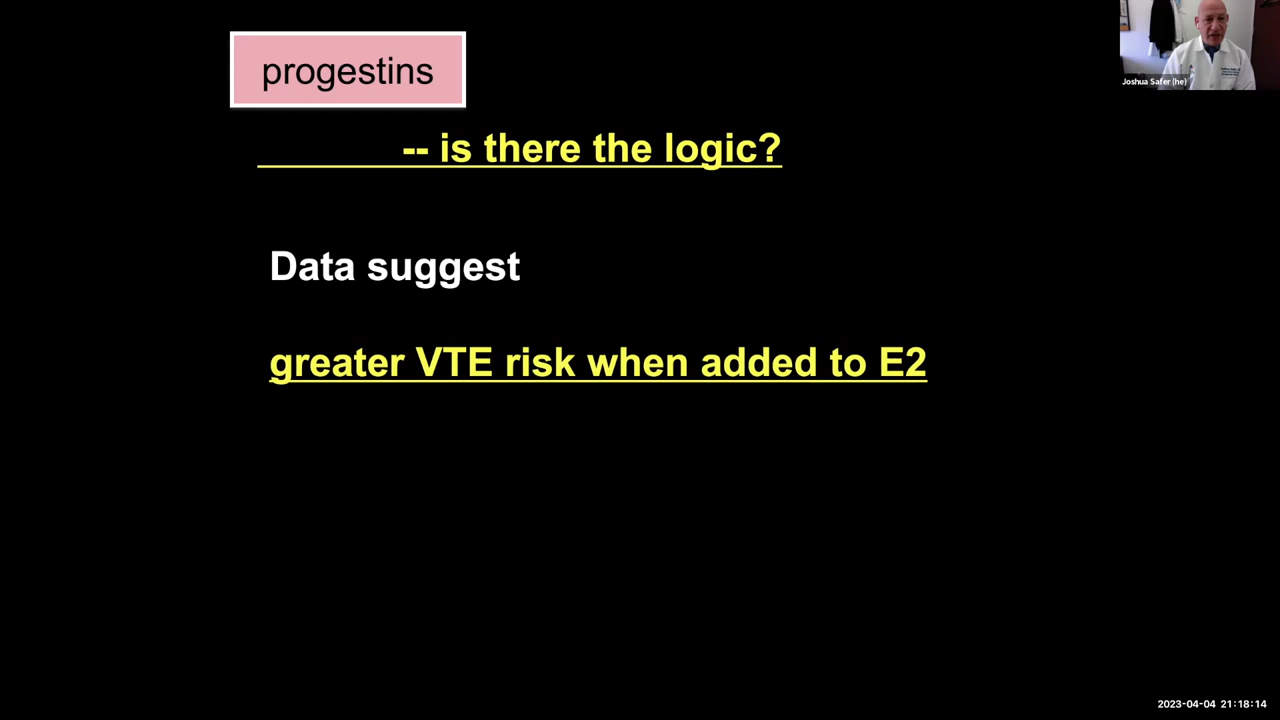 progestins
-- is there the logic?
Data suggest
greater VTE risk when added to E2
Joshua Safer (he)
2023-04-04 21:18:14